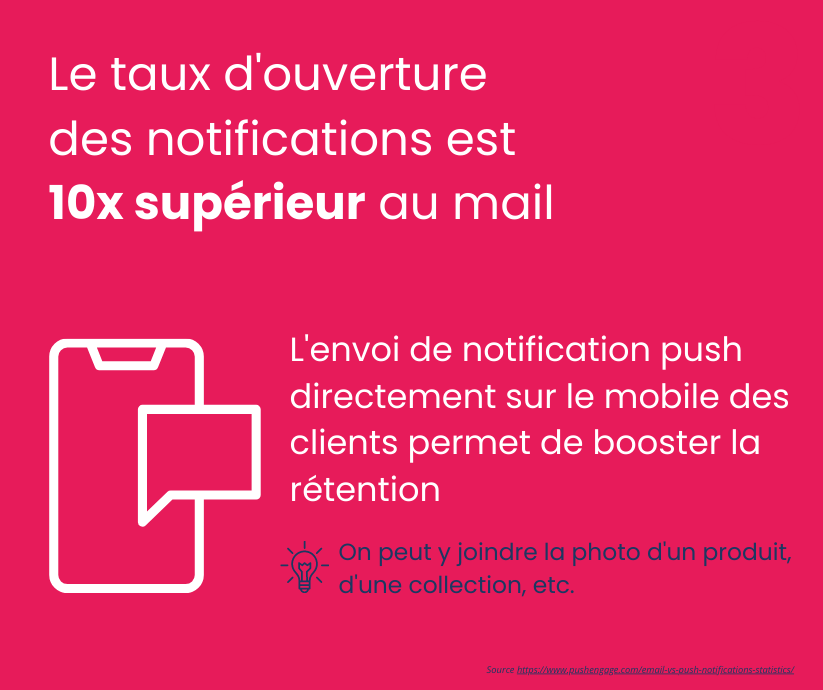 Le taux d'ouverture
des notifications est
10x supérieur au mail
L'envoi de notification push
directement sur le mobile des
clients permet de booster la
rétention
On peut y joindre la photo d'un produit,
d'une collection, etc.
Source https://www.pushengage.com/email-vs-push-notifications-statistics/